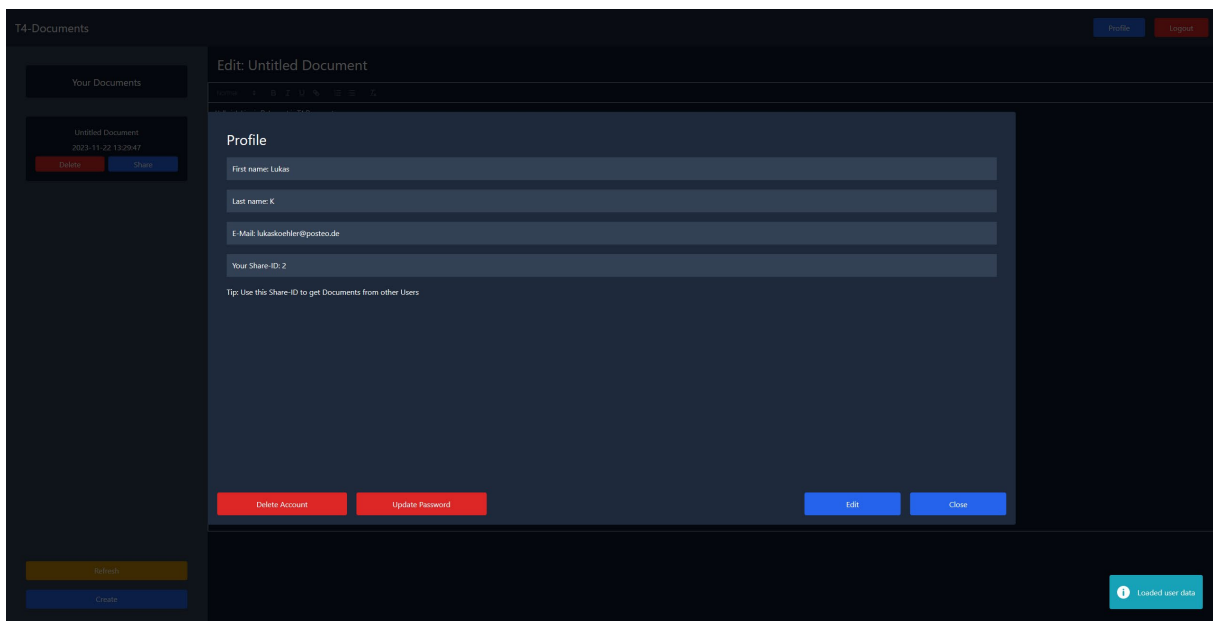 T4-Documents
Profile
Logout
Your Documents
Untitled Document
2023-11-22 13:29:47
Delete
Share
Refresh
Create
Edit: Untitled Document
Normal
Profile
First name: Lukas
Last name: K
E-Mail: lukaskoehler@posteo.de
Your Share-ID: 2
Tip: Use this Share-ID to get Documents from other Users
Delete Account
Update Password
Edit
Close
Loaded user data